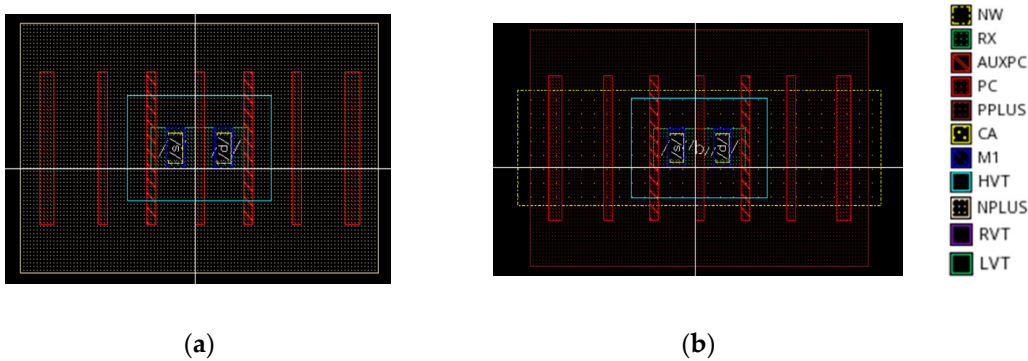 NW
RX
AUXPC
PC
PPLUS
CA
M1
HVT
NPLUS
RVT
LVT
/s/
/d/
/s/
/b/
/d/
(a)
(b)